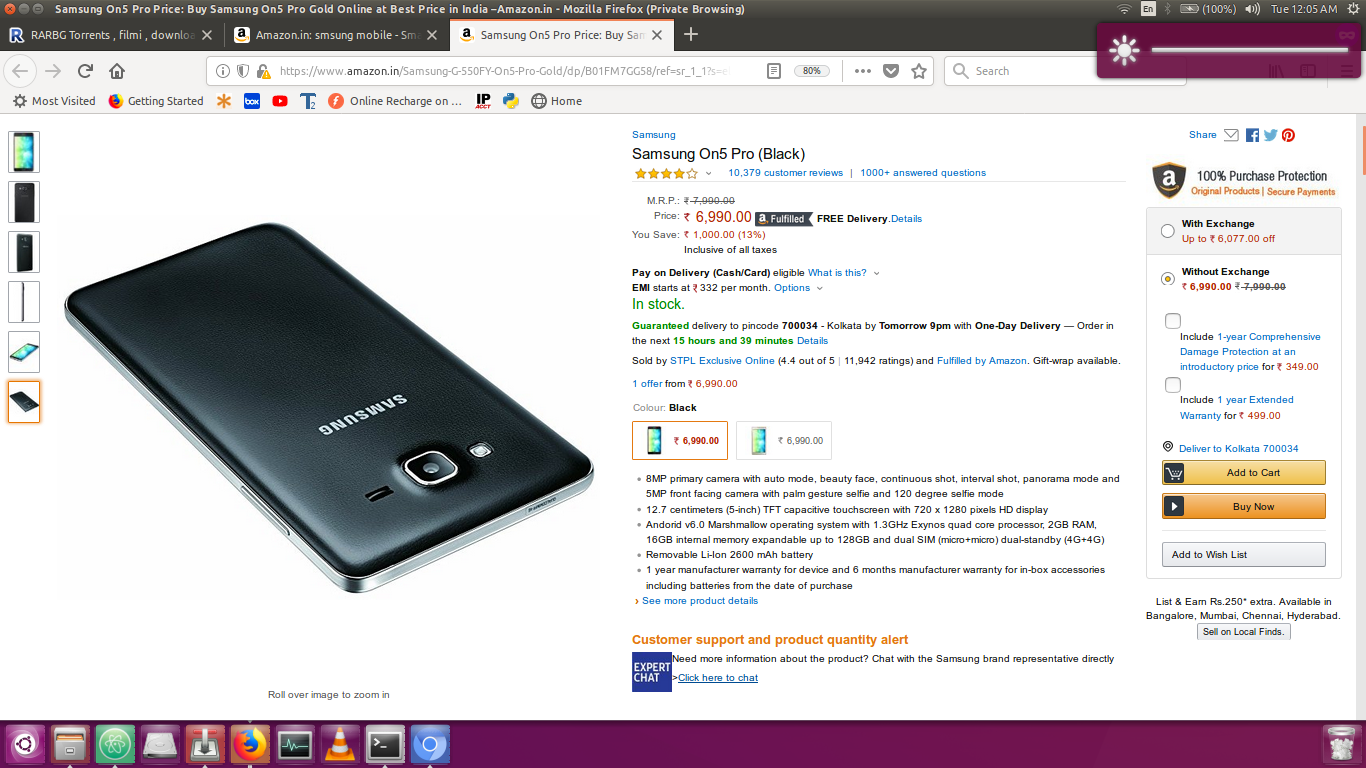 Samsung On5 Pro Price: Buy Samsung On5 Pro Gold Online at Best Price in India –Amazon.in - Mozilla Firefox (Private Browsing)
En
(100%)
Tue 12:05 AM
RARBG Torrents , filmi , downloa
Amazon.in: smsung mobile - Sma
Samsung On5 Pro Price: Buy Sam
https://www.amazon.in/Samsung-G-550FY-On5-Pro-Gold/dp/B01FM7GG58/ref=sr_1_1?s=e
80%
Search
Most Visited
Getting Started
box
Online Recharge on …
IP
ACCT
Home
Samsung
Samsung On5 Pro (Black)
10,379 customer reviews | 1000+ answered questions
M.R.P.: ₹ 7,990.00
Price: ₹ 6,990.00 a Fulfilled FREE Delivery.Details
You Save: ₹ 1,000.00 (13%)
Inclusive of all taxes
Pay on Delivery (Cash/Card) eligible What is this?
EMI starts at ₹ 332 per month. Options
In stock.
Guaranteed delivery to pincode 700034 - Kolkata by Tomorrow 9pm with One-Day Delivery — Order in
the next 15 hours and 39 minutes Details
Sold by STPL Exclusive Online (4.4 out of 5 | 11,942 ratings) and Fulfilled by Amazon. Gift-wrap available.
1 offer from ₹ 6,990.00
Colour: Black
₹ 6,990.00
₹ 6,990.00
8MP primary camera with auto mode, beauty face, continuous shot, interval shot, panorama mode and
5MP front facing camera with palm gesture selfie and 120 degree selfie mode
12.7 centimeters (5-inch) TFT capacitive touchscreen with 720 x 1280 pixels HD display
Andorid v6.0 Marshmallow operating system with 1.3GHz Exynos quad core processor, 2GB RAM,
16GB internal memory expandable up to 128GB and dual SIM (micro+micro) dual-standby (4G+4G)
Removable Li-Ion 2600 mAh battery
1 year manufacturer warranty for device and 6 months manufacturer warranty for in-box accessories
including batteries from the date of purchase
› See more product details
Customer support and product quantity alert
EXPERT
CHAT
Need more information about the product? Chat with the Samsung brand representative directly
>Click here to chat
SAMSUNG
Roll over image to zoom in
Share
100% Purchase Protection
Original Products | Secure Payments
With Exchange
Up to ₹ 6,077.00 off
Without Exchange
₹ 6,990.00 ₹ 7,990.00
Include 1-year Comprehensive
Damage Protection at an
introductory price for ₹ 349.00
Include 1 year Extended
Warranty for ₹ 499.00
Deliver to Kolkata 700034
Add to Cart
Buy Now
Add to Wish List
List & Earn Rs.250* extra. Available in
Bangalore, Mumbai, Chennai, Hyderabad.
Sell on Local Finds.